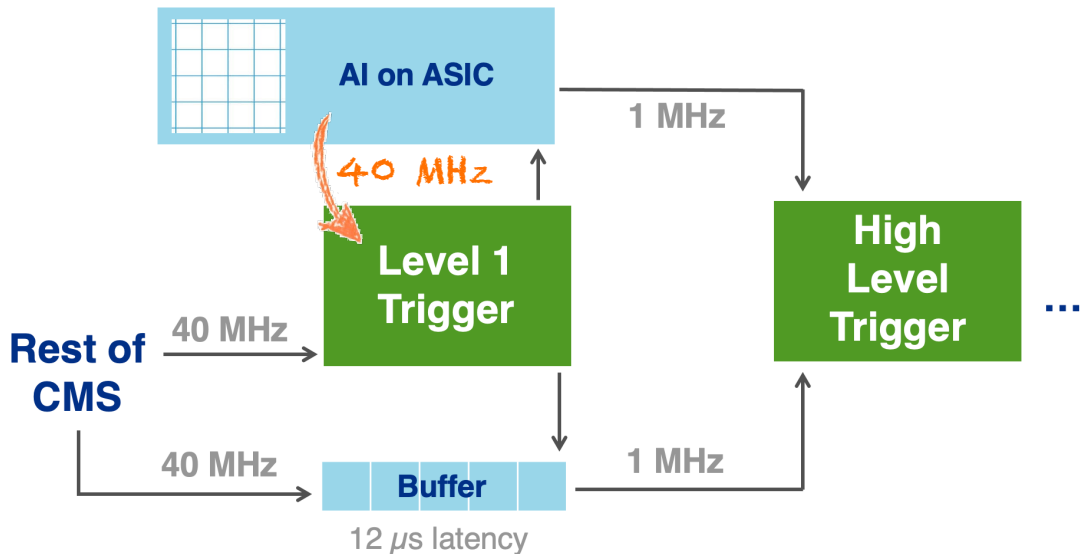 AI on ASIC
1 MHz
40 MHz
Level 1
Trigger
High
Level
Trigger
...
40 MHz
Rest of
CMS
40 MHz
Buffer
1 MHz
12 μs latency